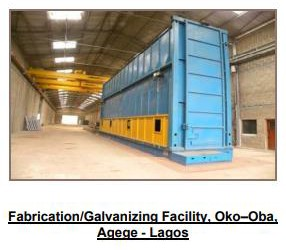 Fabrication/Galvanizing Facility, Oko–Oba,
Agege - Lagos